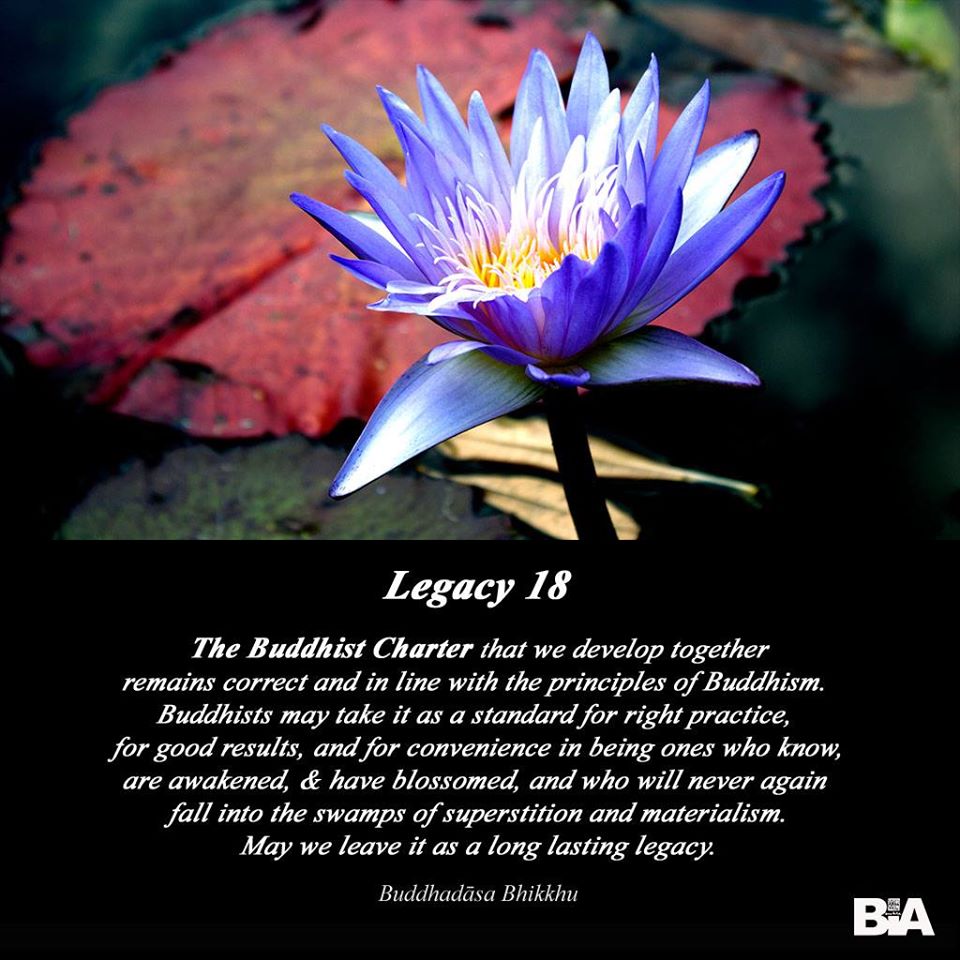 Legacy 18
The Buddhist Charter that we develop together
remains correct and in line with the principles of Buddhism.
Buddhists may take it as a standard for right practice,
for good results, and for convenience in being ones who know,
are awakened, & have blossomed, and who will never again
fall into the swamps of superstition and materialism.
May we leave it as a long lasting legacy.
Buddhadāsa Bhikkhu
BiA